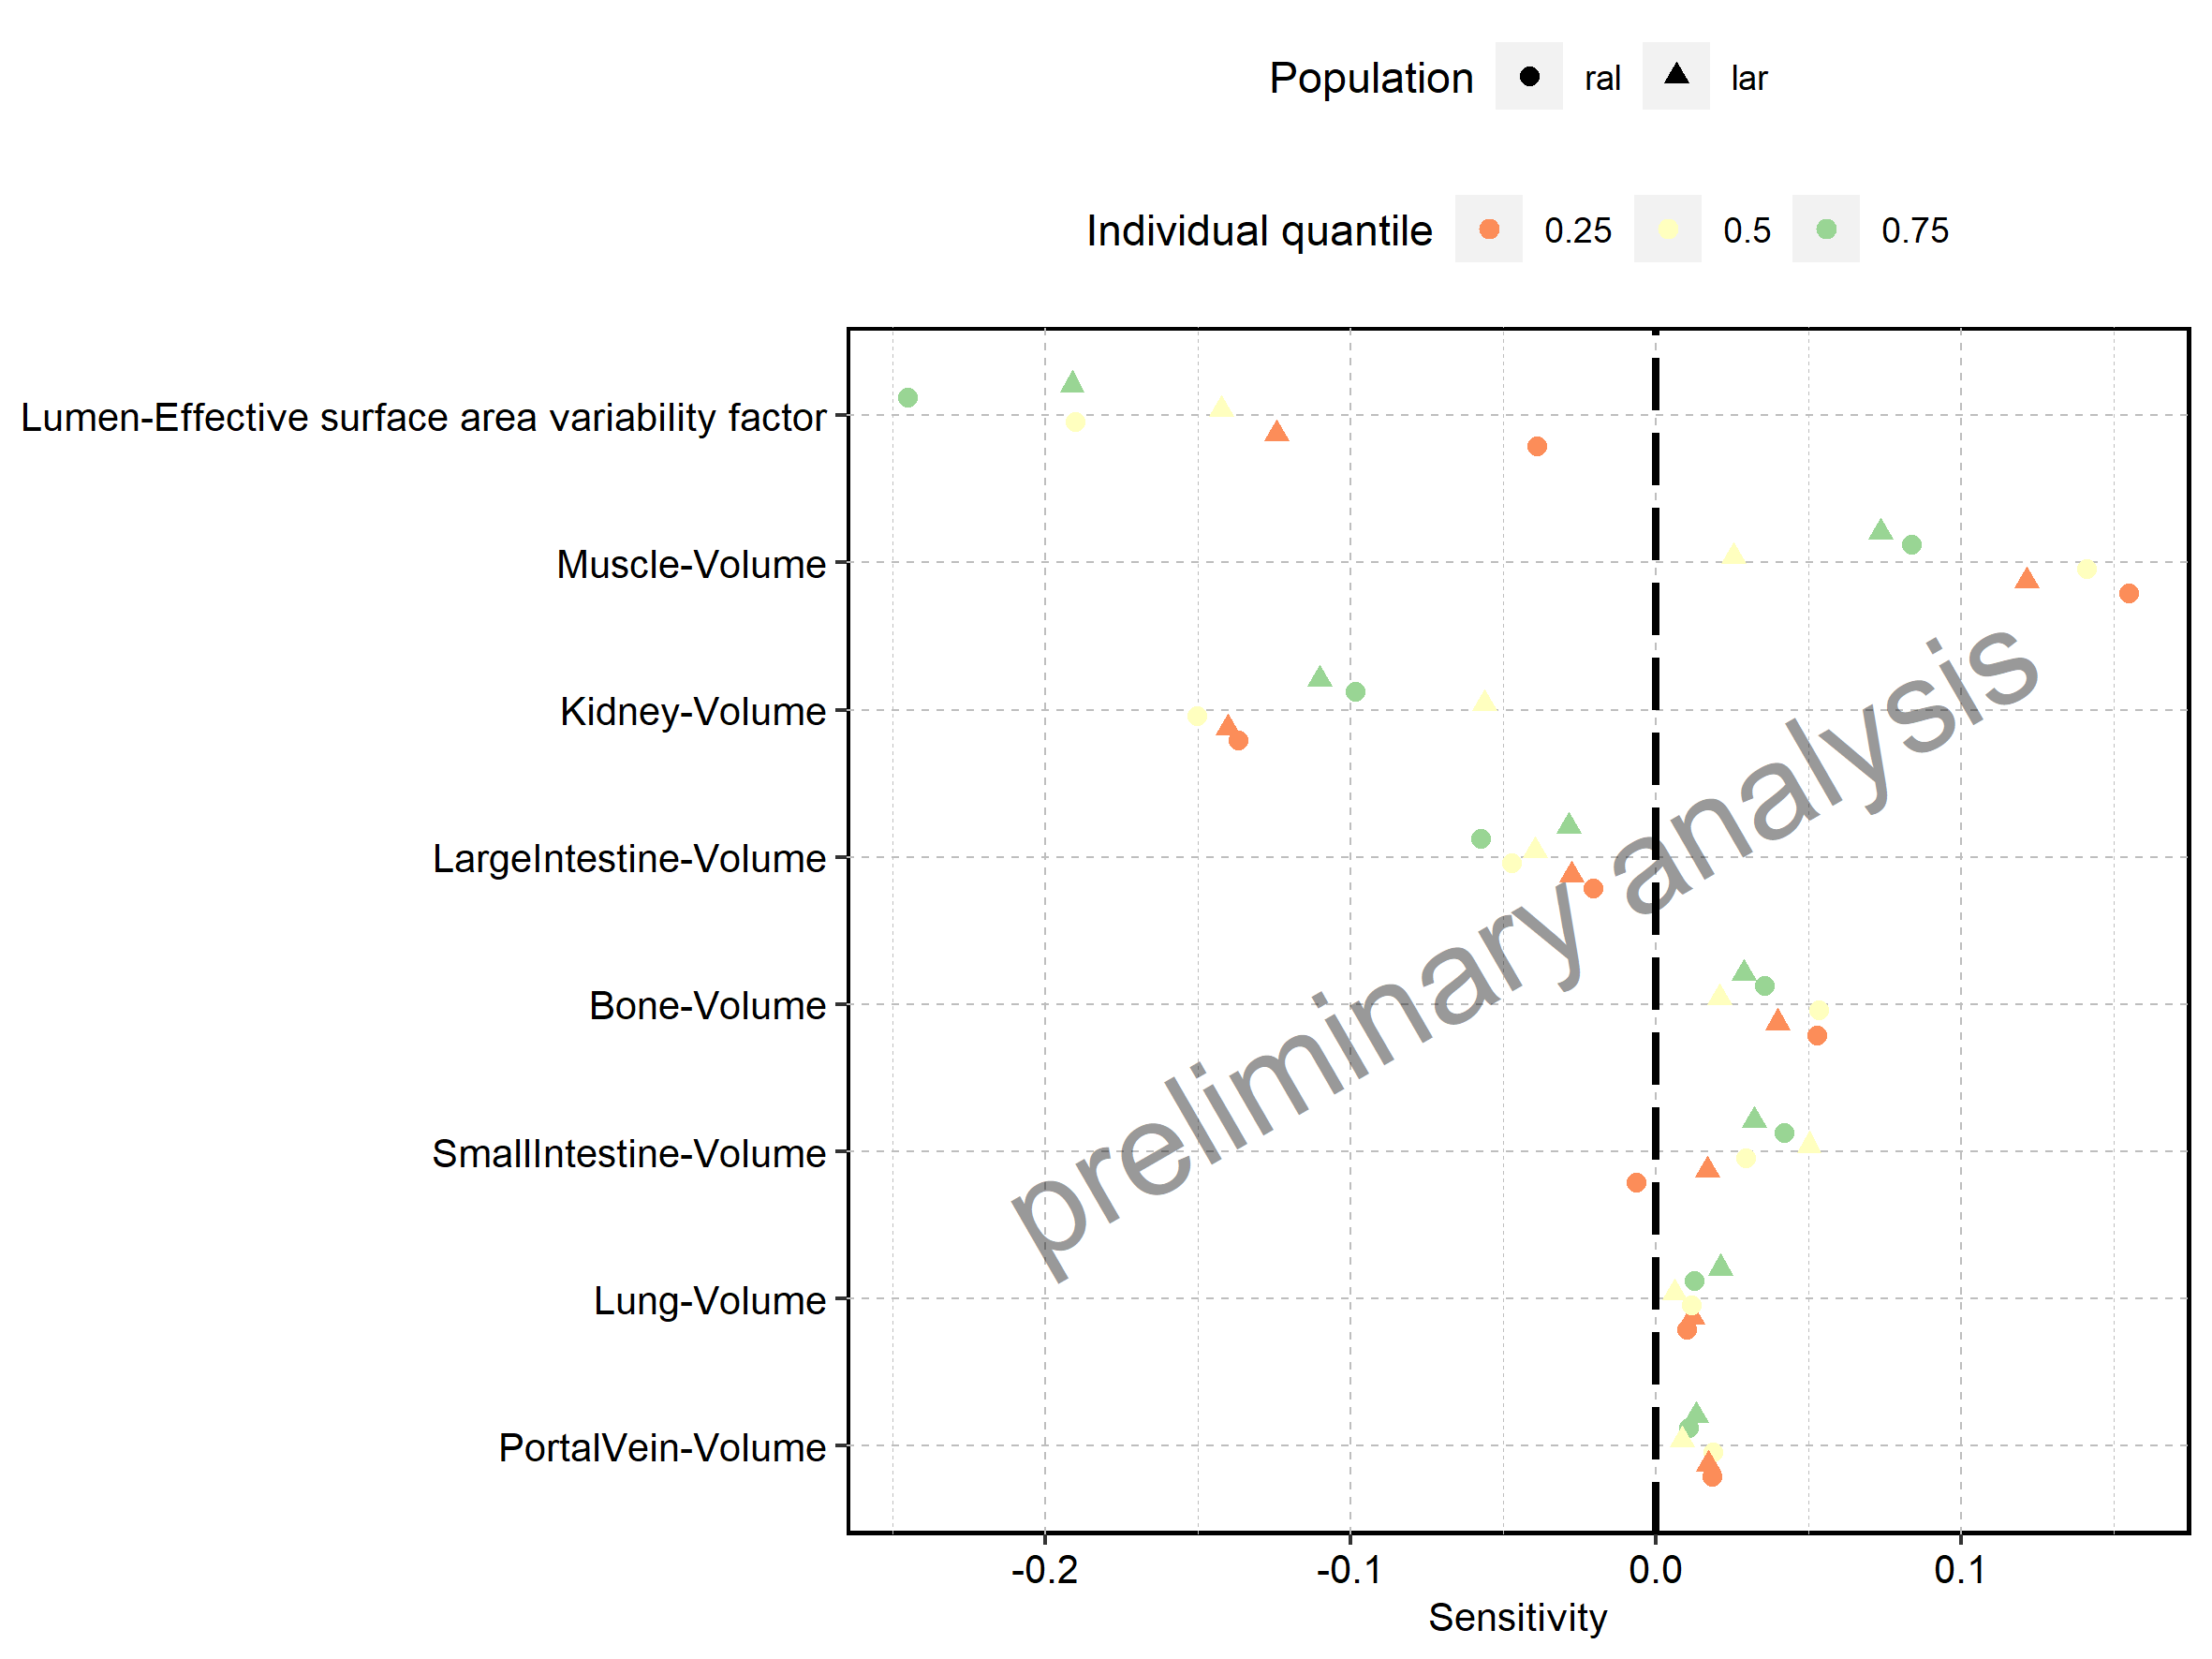 Population ral lar
Individual quantile 0.25 0.5 0.75
Lumen-Effective surface area variability factor
Muscle-Volume
Kidney-Volume
LargeIntestine-Volume
Bone-Volume
SmallIntestine-Volume
Lung-Volume
PortalVein-Volume
preliminary analysis
-0.2 -0.1 0.0 0.1
Sensitivity